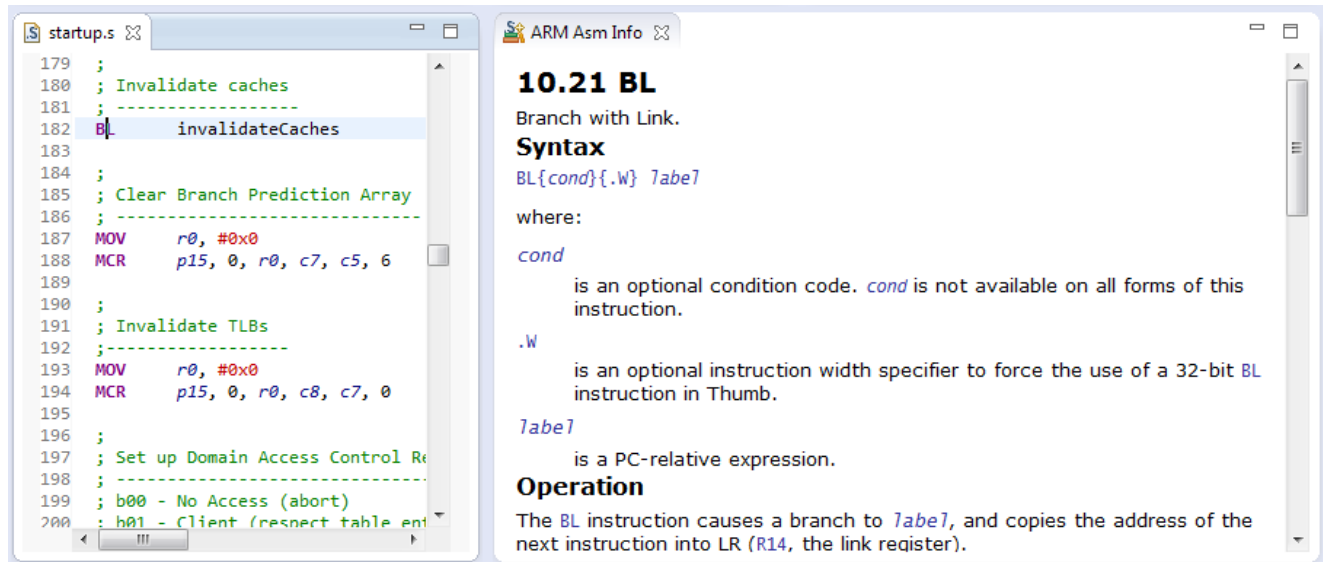 startup.s
179 ;
180 ; Invalidate caches
181 ; ------------------
182 BL invalidateCaches
183
184 ;
185 ; Clear Branch Prediction Array
186 ; ------------------------------
187 MOV r0, #0x0
188 MCR p15, 0, r0, c7, c5, 6
189
190 ;
191 ; Invalidate TLBs
192 ;------------------
193 MOV r0, #0x0
194 MCR p15, 0, r0, c8, c7, 0
195
196 ;
197 ; Set up Domain Access Control Re
198 ; -------------------------------
199 ; b00 - No Access (abort)
200 ; b01 - Client (respect table ent
ARM Asm Info
10.21 BL
Branch with Link.
Syntax
BL{cond}{.W} label
where:
cond
is an optional condition code. cond is not available on all forms of this
instruction.
.W
is an optional instruction width specifier to force the use of a 32-bit BL
instruction in Thumb.
label
is a PC-relative expression.
Operation
The BL instruction causes a branch to label, and copies the address of the
next instruction into LR (R14, the link register).